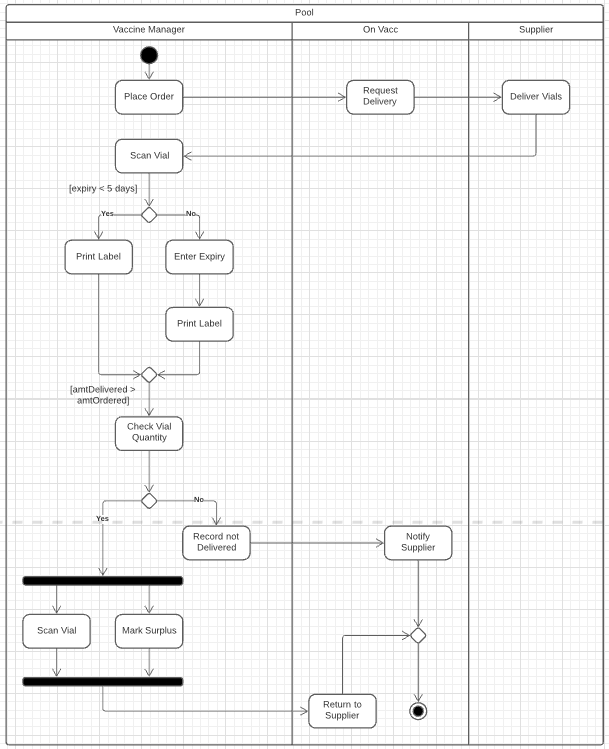 Pool
Vaccine Manager
On Vacc
Supplier
Place Order
Request
Delivery
Deliver Vials
Scan Vial
[expiry < 5 days]
Yes
No
Print Label
Enter Expiry
Print Label
[amtDelivered >
amtOrdered]
Check Vial
Quantity
No
Yes
Record not
Delivered
Notify
Supplier
Scan Vial
Mark Surplus
Return to
Supplier